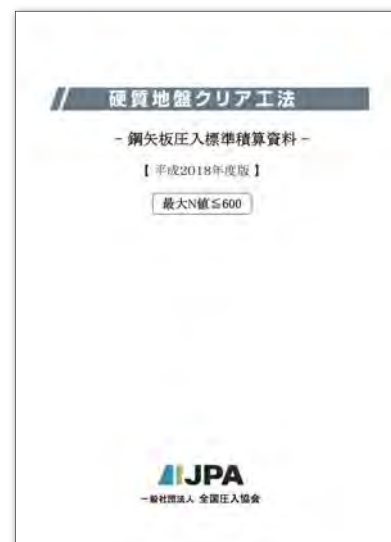 硬質地盤クリア工法
− 鋼矢板圧入標準積算資料 −
【 平成2018年度版 】
最大N値≦600
JPA
一般社団法人 全国圧入協会